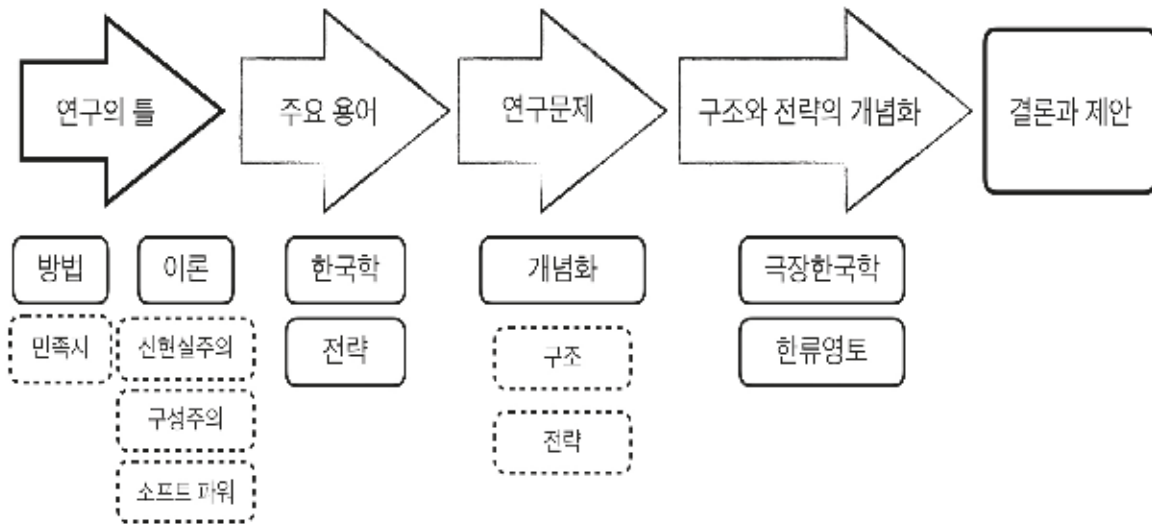 연구의 틀
주요 용어
연구문제
구조와 전략의 개념화
결론과 제안
방법
이론
한국학
개념화
극장한국학
민족시
신현실주의
전략
구조
한류영토
구성주의
전략
소프트 파워